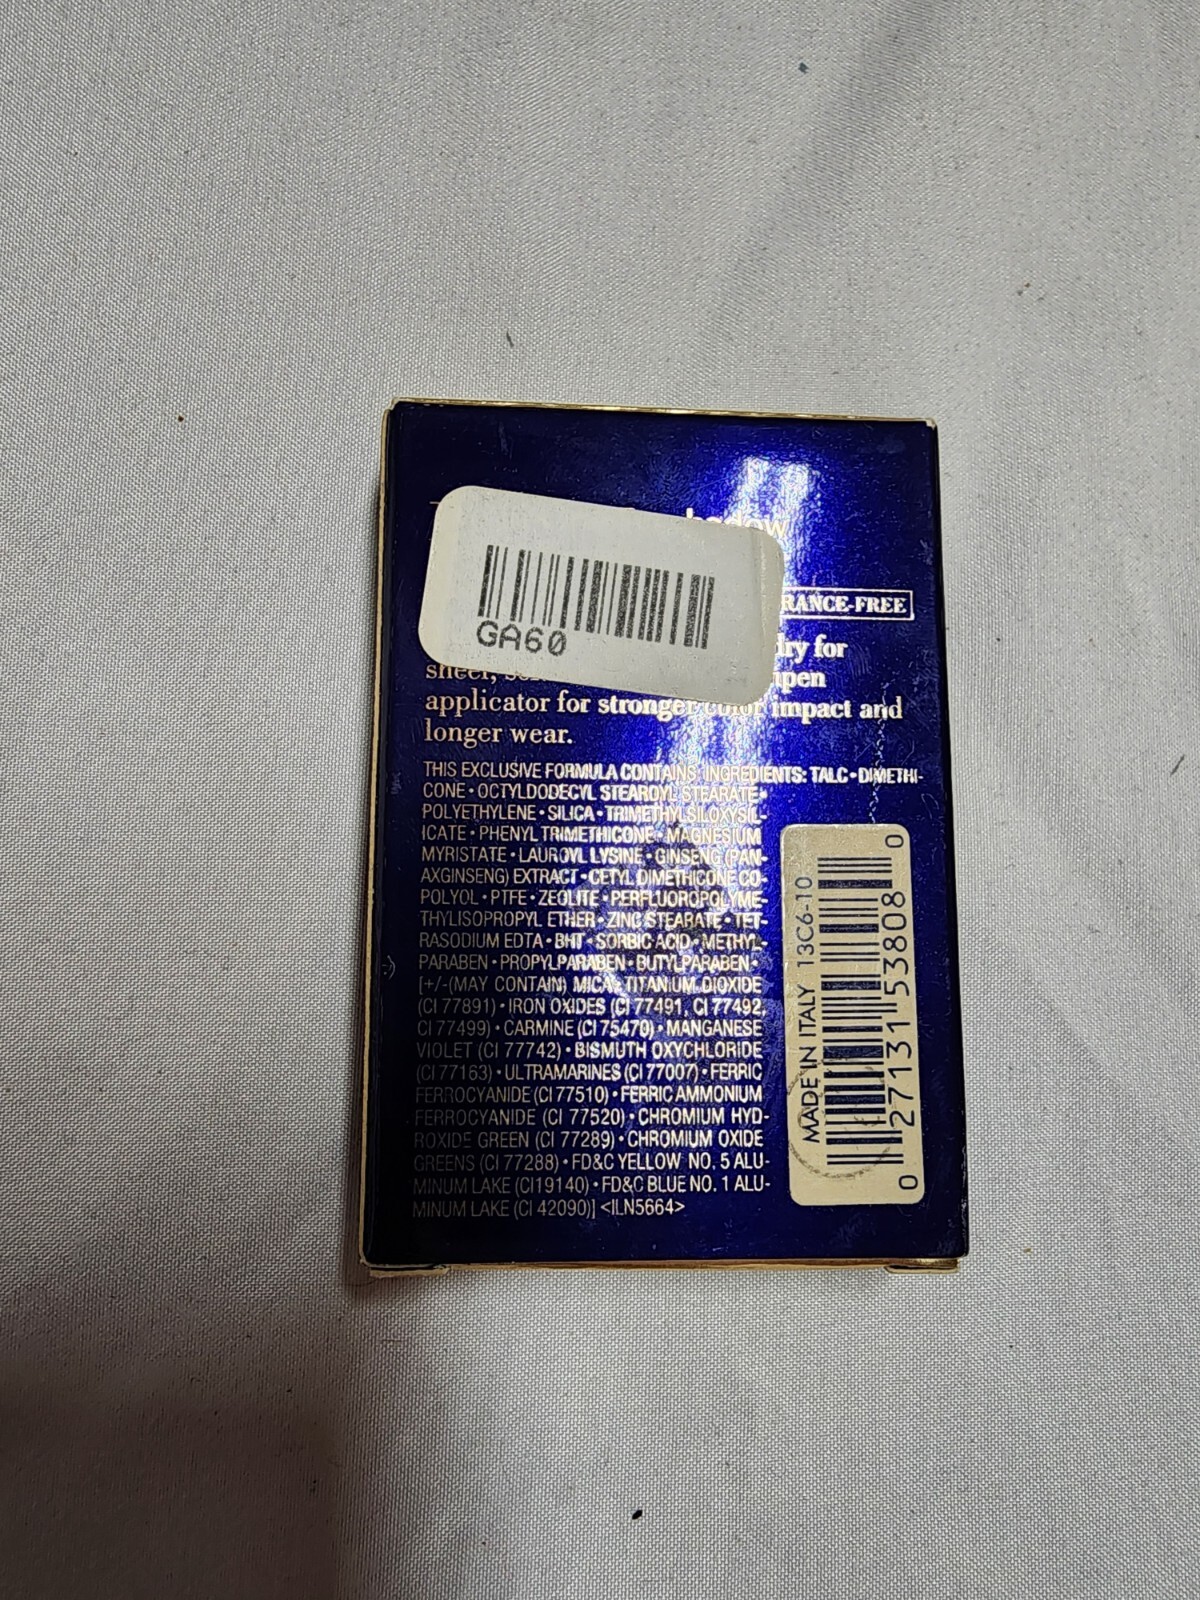 GA60
RANCE-FREE
dry for
sheer,
applicator for stronger color impact and
longer wear.
THIS EXCLUSIVE FORMULA CONTAINS: INGREDIENTS: TALC • DIMETHI-
CONE • OCTYLDODECYL STEAROYL STEARATE •
POLYETHYLENE • SILICA • TRIMETHYLSILOXYSIL-
ICATE • PHENYL TRIMETHICONE • MAGNESIUM
MYRISTATE • LAUROYL LYSINE • GINSENG (PAN-
AXGINSENG) EXTRACT • CETYL DIMETHICONE CO-
POLYOL • PTFE • ZEOLITE • PERFLUOROPOLYME-
THYLISOPROPYL ETHER • ZINC STEARATE • TET-
RASODIUM EDTA • BHT • SORBIC ACID • METHYL-
PARABEN • PROPYLPARABEN • BUTYLPARABEN •
[+/-(MAY CONTAIN) MICA • TITANIUM DIOXIDE
(CI 77891) • IRON OXIDES (CI 77491, CI 77492,
CI 77499) • CARMINE (CI 75470) • MANGANESE
VIOLET (CI 77742) • BISMUTH OXYCHLORIDE
(CI 77163) • ULTRAMARINES (CI 77007) • FERRIC
FERROCYANIDE (CI 77510) • FERRIC AMMONIUM
FERROCYANIDE (CI 77520) • CHROMIUM HYD-
ROXIDE GREEN (CI 77289) • CHROMIUM OXIDE
GREENS (CI 77288) • FD&C YELLOW NO. 5 ALU-
MINUM LAKE (CI19140) • FD&C BLUE NO. 1 ALU-
MINUM LAKE (CI 42090)] <ILN5664>
MADE IN ITALY 13C6-10
0 27131 53808 0